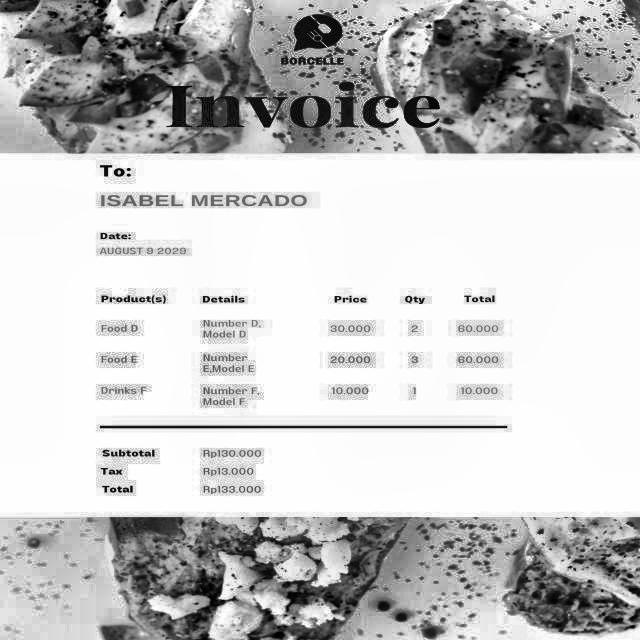 BORCELLE
Invoice
To:
ISABEL MERCADO
Date:
AUGUST 9 2029
Product(s) Details Price Qty Total
Food D Number D, Model D 30.000 2 60.000
Food E Number E,Model E 20.000 3 60.000
Drinks F Number F, Model F 10.000 1 10.000
Subtotal Rp130.000
Tax Rp13.000
Total Rp133.000